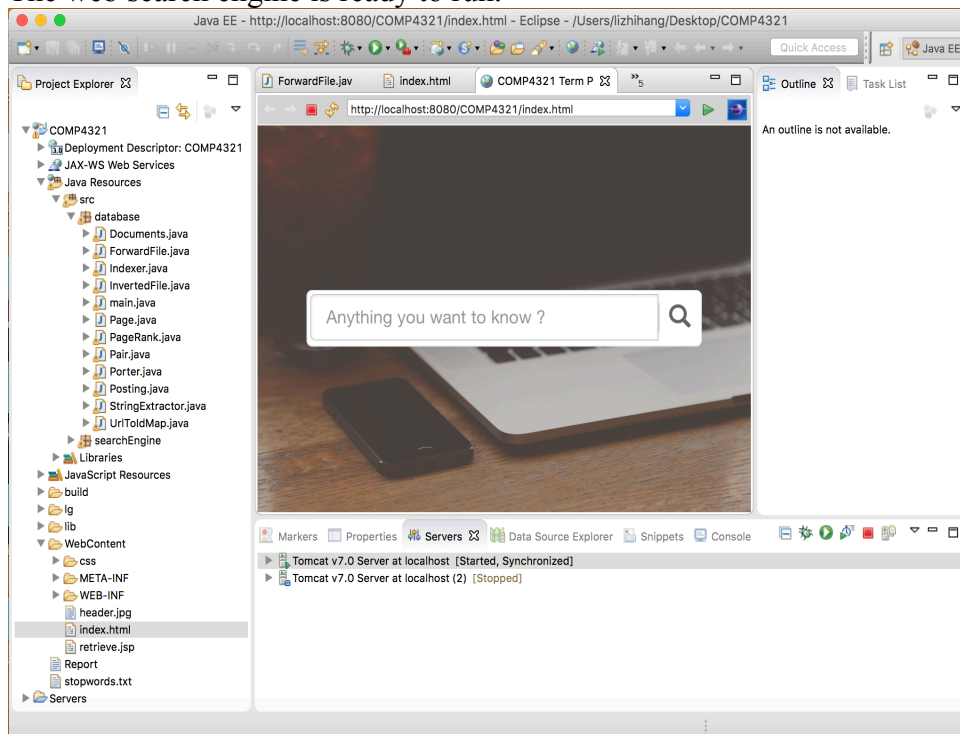 The web search engine is ready to run.
Java EE - http://localhost:8080/COMP4321/index.html - Eclipse - /Users/lizhihang/Desktop/COMP4321
Quick Access
Java EE
Project Explorer
COMP4321
Deployment Descriptor: COMP4321
JAX-WS Web Services
Java Resources
src
database
Documents.java
ForwardFile.java
Indexer.java
InvertedFile.java
main.java
Page.java
PageRank.java
Pair.java
Porter.java
Posting.java
StringExtractor.java
UrlToIdMap.java
searchEngine
Libraries
JavaScript Resources
build
lg
lib
WebContent
css
META-INF
WEB-INF
header.jpg
index.html
retrieve.jsp
Report
stopwords.txt
Servers
ForwardFile.jav
index.html
COMP4321 Term P
»5
http://localhost:8080/COMP4321/index.html
Anything you want to know ?
Outline
Task List
An outline is not available.
Markers
Properties
Servers
Data Source Explorer
Snippets
Console
Tomcat v7.0 Server at localhost [Started, Synchronized]
Tomcat v7.0 Server at localhost (2) [Stopped]